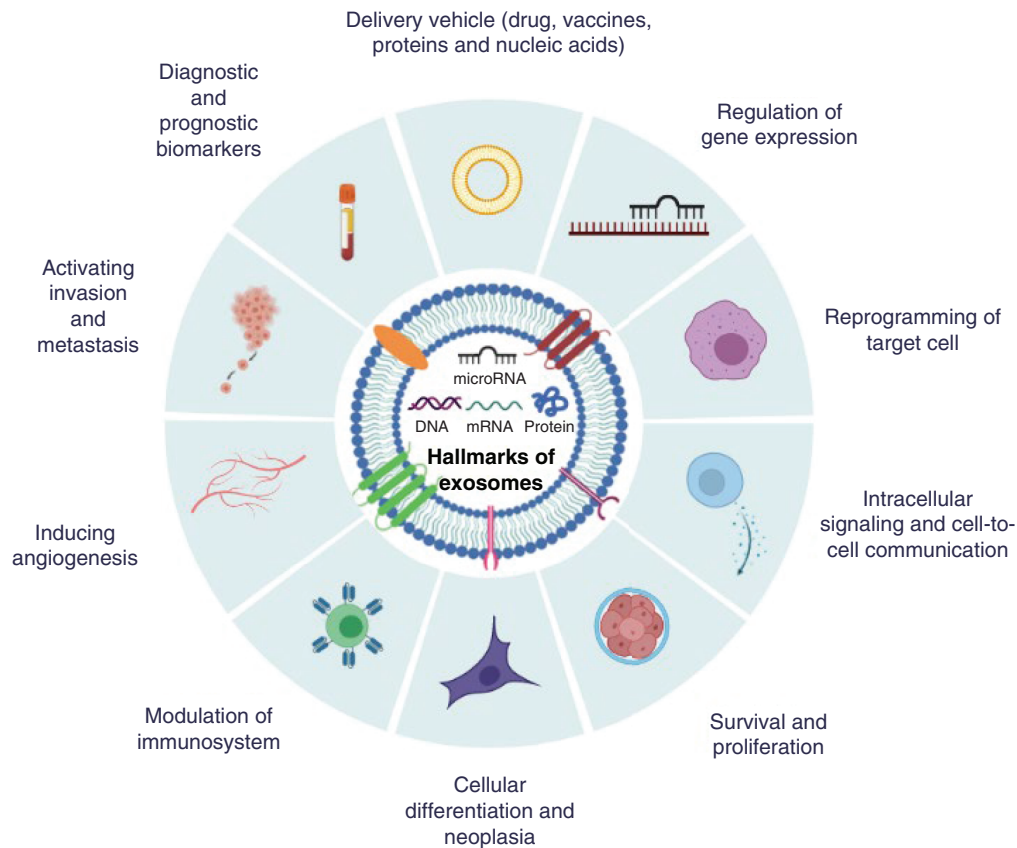 Delivery vehicle (drug, vaccines,
proteins and nucleic acids)
Regulation of
gene expression
Reprogramming of
target cell
Intracellular
signaling and cell-to-
cell communication
Survival and
proliferation
Cellular
differentiation and
neoplasia
Modulation of
immunosystem
Inducing
angiogenesis
Activating
invasion
and
metastasis
Diagnostic
and
prognostic
biomarkers
microRNA
DNA
mRNA
Protein
Hallmarks of
exosomes